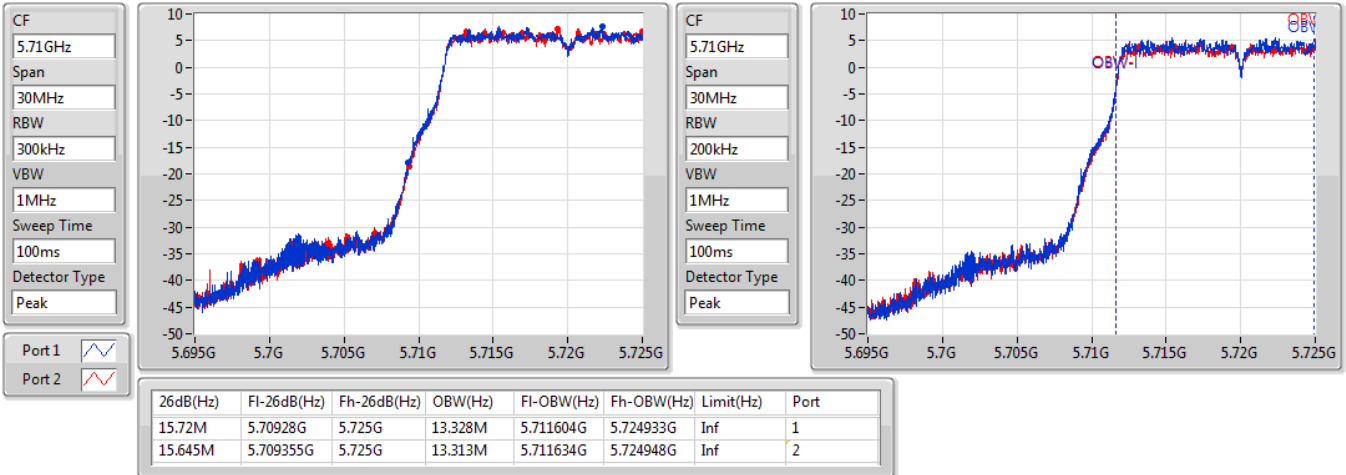 CF
5.71GHz
Span
30MHz
RBW
300kHz
VBW
1MHz
Sweep Time
100ms
Detector Type
Peak
10
5
0
-5
-10
-15
-20
-25
-30
-35
-40
-45
-50
5.695G 5.7G 5.705G 5.71G 5.715G 5.72G 5.725G
CF
5.71GHz
Span
30MHz
RBW
200kHz
VBW
1MHz
Sweep Time
100ms
Detector Type
Peak
10
5
0
-5
-10
-15
-20
-25
-30
-35
-40
-45
-50
OBW-l
OBW
OBW
5.695G 5.7G 5.705G 5.71G 5.715G 5.72G 5.725G
Port 1
Port 2
26dB(Hz) Fl-26dB(Hz) Fh-26dB(Hz) OBW(Hz) Fl-OBW(Hz) Fh-OBW(Hz) Limit(Hz) Port
15.72M 5.70928G 5.725G 13.328M 5.711604G 5.724933G Inf 1
15.645M 5.709355G 5.725G 13.313M 5.711634G 5.724948G Inf 2